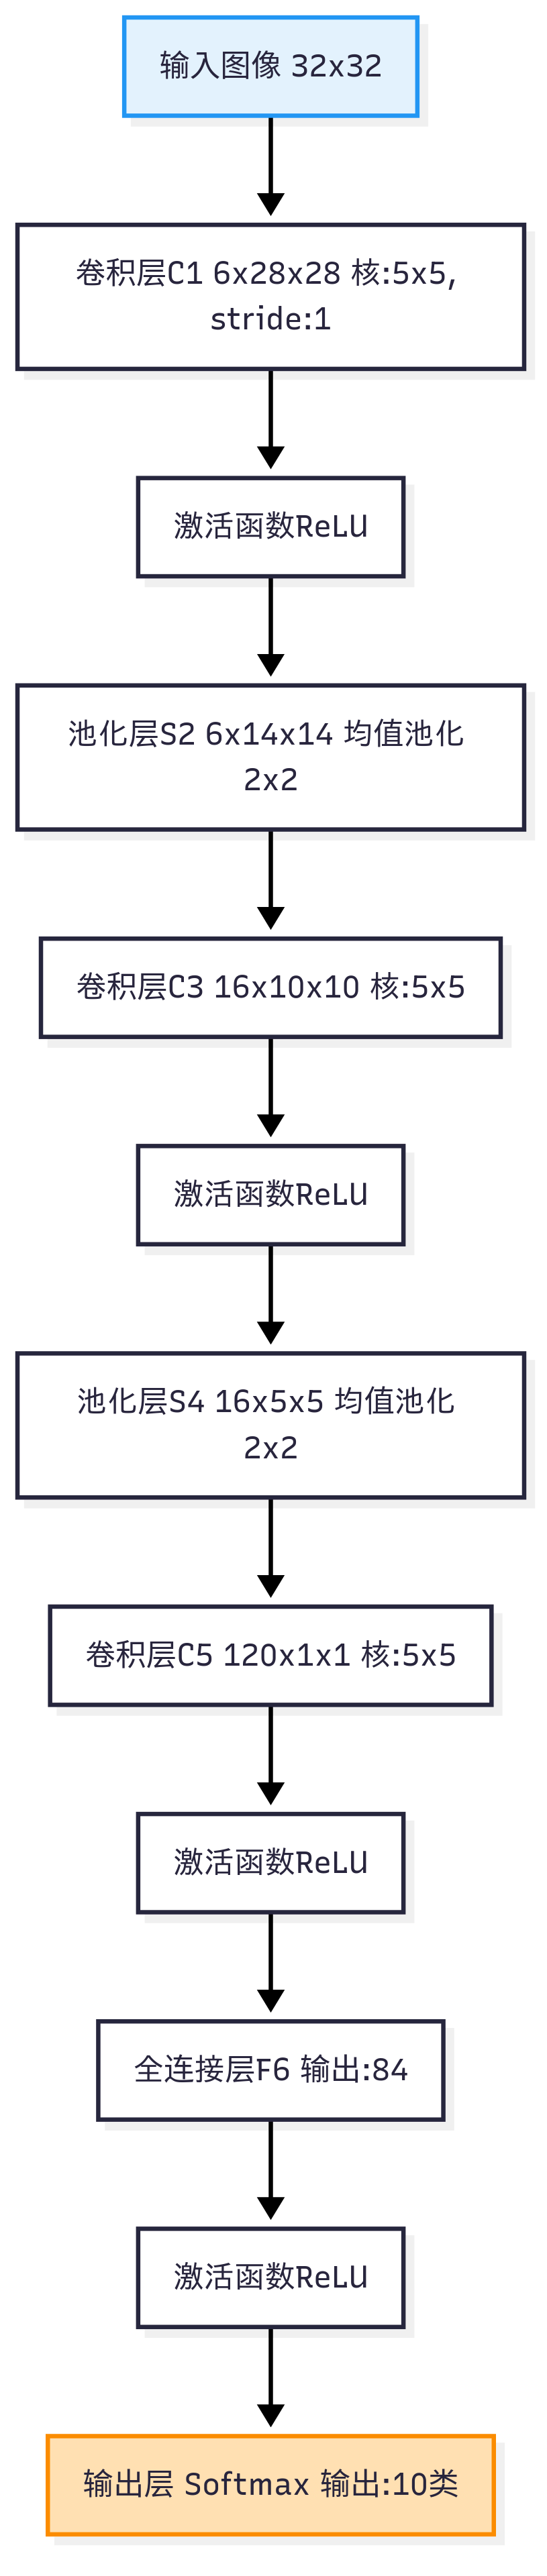 输入图像 32x32
卷积层C1 6x28x28 核:5x5,
stride:1
激活函数ReLU
池化层S2 6x14x14 均值池化
2x2
卷积层C3 16x10x10 核:5x5
激活函数ReLU
池化层S4 16x5x5 均值池化
2x2
卷积层C5 120x1x1 核:5x5
激活函数ReLU
全连接层F6 输出:84
激活函数ReLU
输出层 Softmax 输出:10类